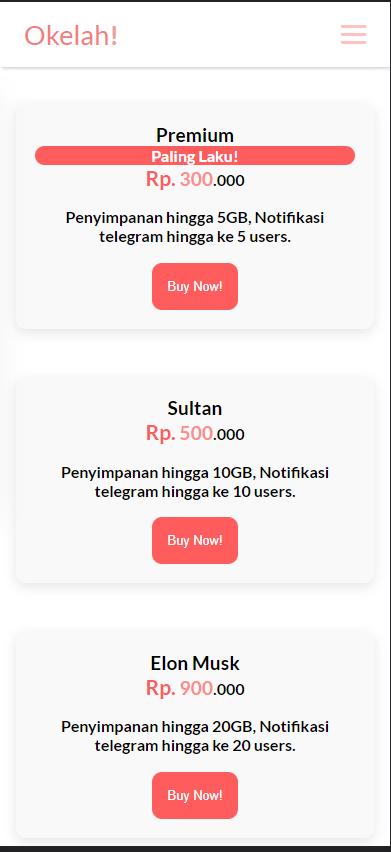 Okelah!
Premium
Paling Laku!
Rp. 300.000
Penyimpanan hingga 5GB, Notifikasi
telegram hingga ke 5 users.
Buy Now!
Sultan
Rp. 500.000
Penyimpanan hingga 10GB, Notifikasi
telegram hingga ke 10 users.
Buy Now!
Elon Musk
Rp. 900.000
Penyimpanan hingga 20GB, Notifikasi
telegram hingga ke 20 users.
Buy Now!